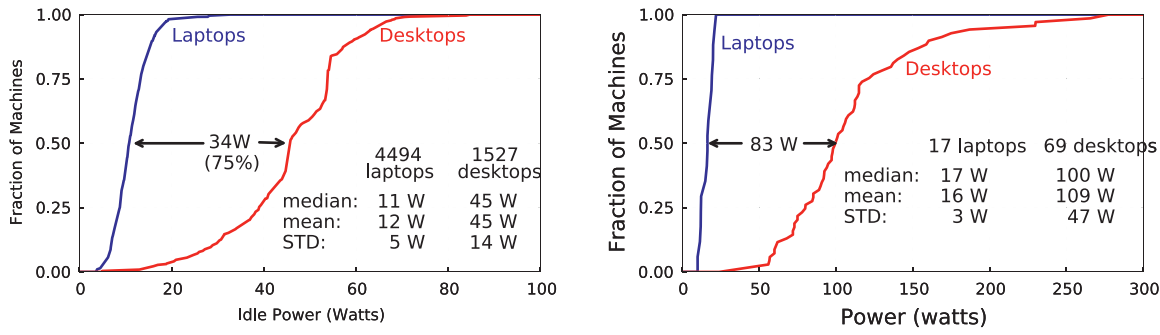 1.00
0.75
0.50
0.25
0.00
Fraction of Machines
Laptops
Desktops
34W
(75%)
4494 1527
laptops desktops
median: 11 W 45 W
mean: 12 W 45 W
STD: 5 W 14 W
0 20 40 60 80 100
Idle Power (Watts)
1.00
0.75
0.50
0.25
0.00
Fraction of Machines
Laptops
Desktops
83 W
17 laptops 69 desktops
median: 17 W 100 W
mean: 16 W 109 W
STD: 3 W 47 W
0 50 100 150 200 250 300
Power (watts)